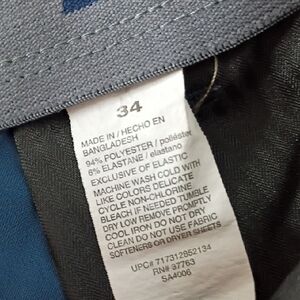 34
MADE IN / HECHO EN
BANGLADESH
94% POLYESTER / poliéster
6% ELASTANE / elastano
EXCLUSIVE OF ELASTIC
MACHINE WASH COLD WITH
LIKE COLORS DELICATE
CYCLE NON-CHLORINE
BLEACH IF NEEDED TUMBLE
DRY LOW REMOVE PROMPTLY
COOL IRON DO NOT DRY
CLEAN DO NOT USE FABRIC
SOFTENERS OR DRYER SHEETS
UPC# 717312852134
RN# 97763
SA4006